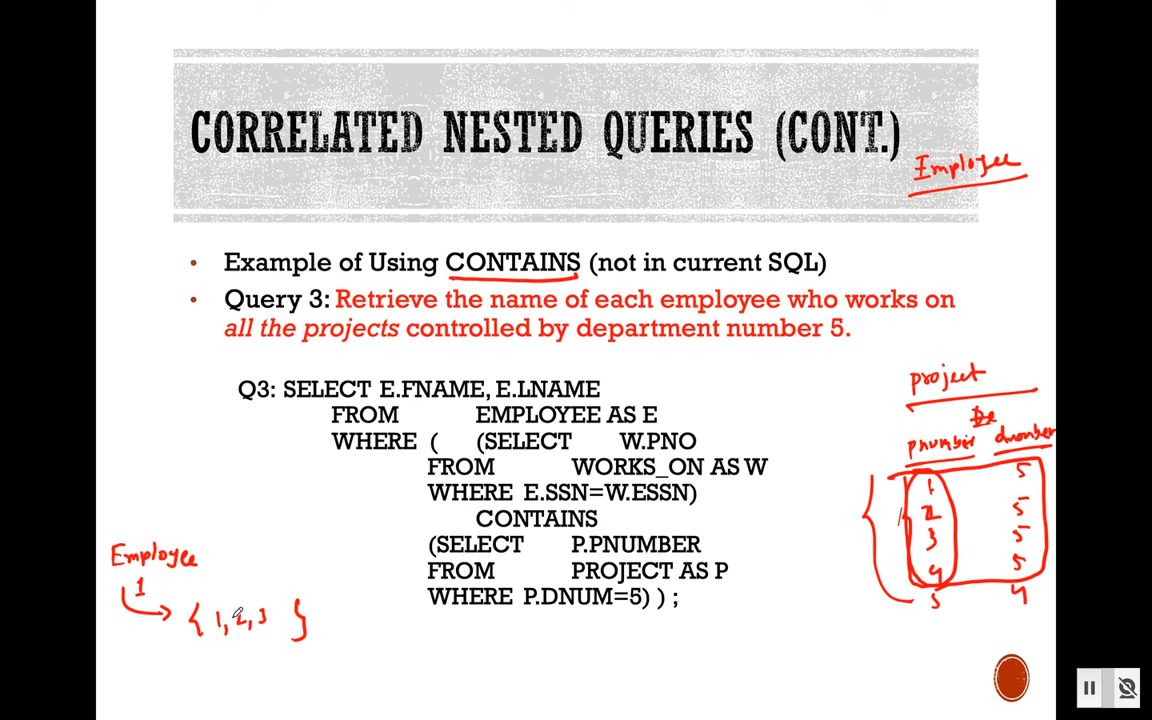 CORRELATED NESTED QUERIES (CONT.)
Employee
• Example of Using CONTAINS (not in current SQL)
• Query 3: Retrieve the name of each employee who works on
all the projects controlled by department number 5.
Q3: SELECT E.FNAME, E.LNAME
FROM EMPLOYEE AS E
WHERE ( (SELECT W.PNO
FROM WORKS_ON AS W
WHERE E.SSN=W.ESSN)
CONTAINS
(SELECT P.PNUMBER
FROM PROJECT AS P
WHERE P.DNUM=5) ) ;
project
pnumber dnumber
1 5
2 5
3 5
4 5
5 4
Employee
1
{ 1, 2, 3 }